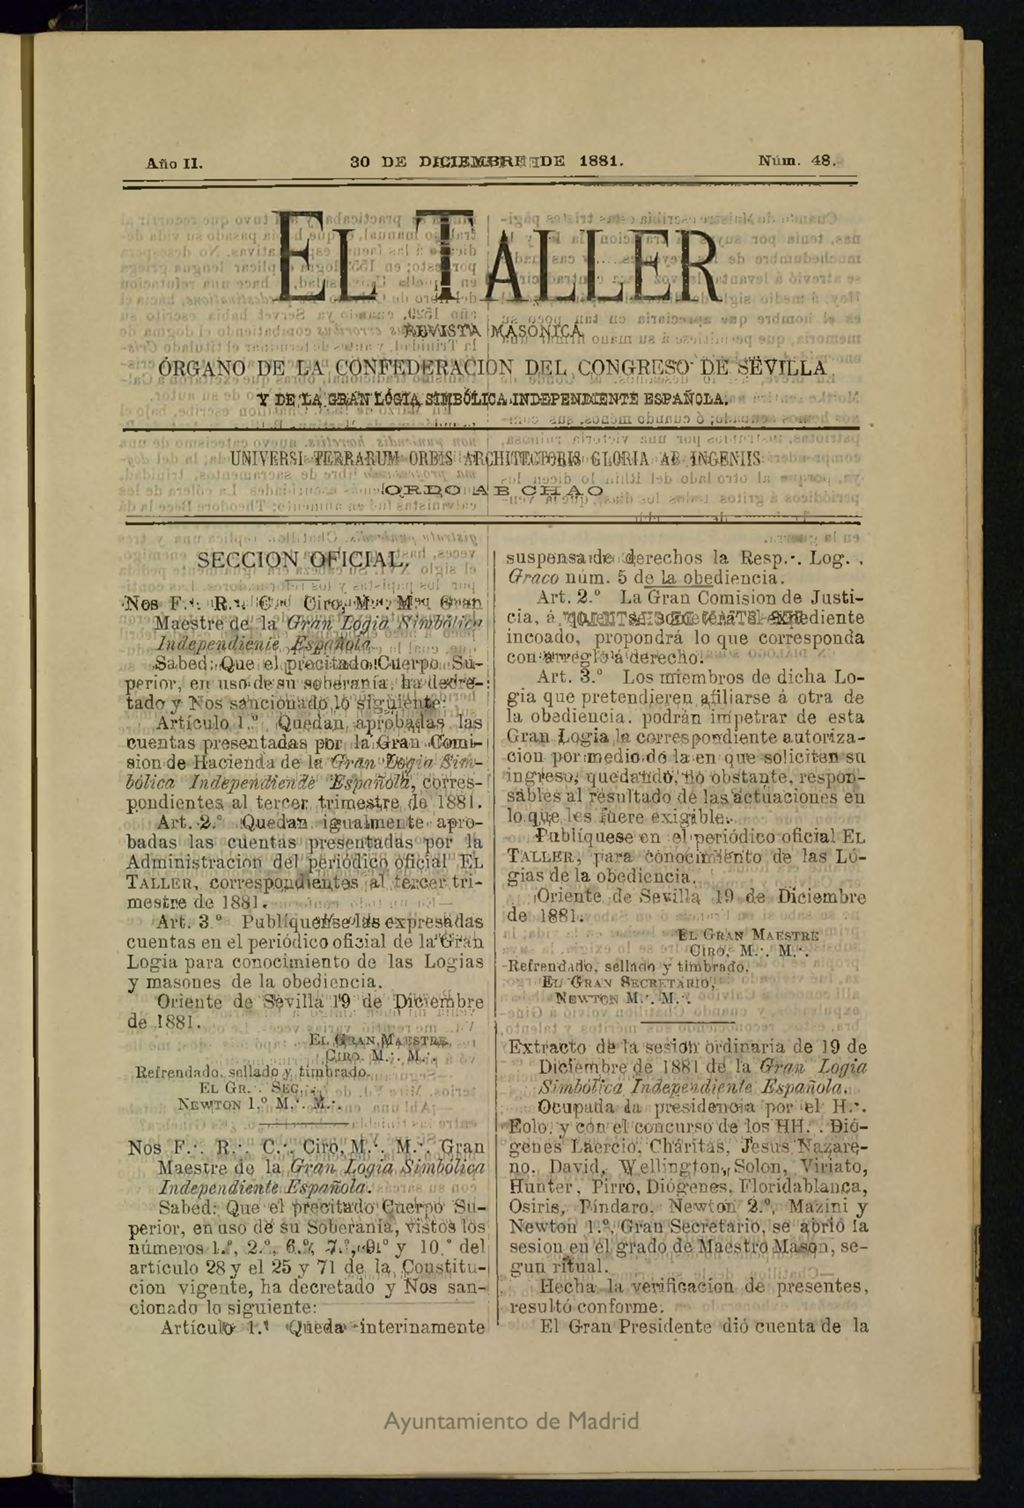 Año II.
30 DE DICIEMBRE DE 1881.
Núm. 48.
EL TALLER
REVISTA MASÓNICA
ÓRGANO DE LA CONFEDERACION DEL CONGRESO DE SEVILLA
Y DE LA GRAN LÓGIA SIMBÓLICA INDEPENDIENTE ESPAÑOLA.
UNIVERSI TERRARUM ORBIS ARCHITECTORIS GLORIA AB INGENIIS
ORDO AB CHAO
SECCION OFICIAL.
Nos F.·. R.·. C.·. Ciro, M.·. M.·. Gran
Maestre de la Gran Logia Simbólica
Independiente Española.
Sabed: Que el precitado Cuerpo Su-
perior, en uso de su soberanía, ha decre-
tado y Nos sancionado lo siguiente:
Artículo 1.º Quedan aprobadas las
cuentas presentadas por la Gran Comi-
sion de Hacienda de la Gran Logia Sim-
bólica Independiende Española, corres-
pondientes al tercer trimestre de 1881.
Art. 2.º Quedan igualmente apro-
badas las cuentas presentadas por la
Administracion del periódico oficial EL
TALLER, correspondientes al tercer tri-
mestre de 1881.
Art. 3.º Publíquense las expresadas
cuentas en el periódico oficial de la Gran
Logia para conocimiento de las Logias
y masones de la obediencia.
Oriente de Sevilla 19 de Diciembre
de 1881.
EL GRAN MAESTRE,
CIRO. M.·. M.·.
Refrendado, sellado y timbrado.
EL GR.·. SEC.·.
NEWTON 1.º M.·. M.·.
Nos F.·. R.·. C.·. Ciro, M.·. M.·. Gran
Maestre de la Gran Logia Simbólica
Independiente Española.
Sabed: Que el precitado Cuerpo Su-
perior, en uso de su Soberanía, vistos los
números 1.º, 2.º, 6.º, 7.º, 9.º y 10.º del
artículo 28 y el 25 y 71 de la Constitu-
cion vigente, ha decretado y Nos san-
cionado lo siguiente:
Artículo 1.º Queda interinamente
suspensa de derechos la Resp.·. Log.·.
Graco núm. 5 de la obediencia.
Art. 2.º La Gran Comision de Justi-
cia, á expediente
incoado, propondrá lo que corresponda
con arreglo á derecho.
Art. 3.º Los miembros de dicha Lo-
gia que pretendieren afiliarse á otra de
la obediencia, podrán impetrar de esta
Gran Logia la correspondiente autoriza-
cion por medio de la en que soliciten su
ingreso, quedando, no obstante, respon-
sables al resultado de las actuaciones en
lo que les fuere exigible.
Publíquese en el periódico oficial EL
TALLER, para conocimiento de las Lo-
gias de la obediencia.
Oriente de Sevilla 19 de Diciembre
de 1881.
EL GRAN MAESTRE
CIRO, M.·. M.·.
Refrendado, sellado y timbrado.
EL GRAN SECRETARIO,
NEWTON M.·. M.·.
Extracto de la sesión ordinaria de 19 de
Diciembre de 1881 de la Gran Logia
Simbólica Independiente Española.
Ocupada la presidencia por el H.·.
Eolo, y con el concurso de los HH.·. Dió-
genes Laercio, Cháritas, Jesus Nazare-
no, David, Wellington, Solon, Viriato,
Hunter, Pirro, Diógenes, Floridablanca,
Osiris, Píndaro, Newton 2.º, Mazini y
Newton 1.º, Gran Secretario, se abrió la
sesion en el grado de Maestro Mason, se-
gun ritual.
Hecha la verificacion de presentes,
resultó conforme.
El Gran Presidente dió cuenta de la
Ayuntamiento de Madrid